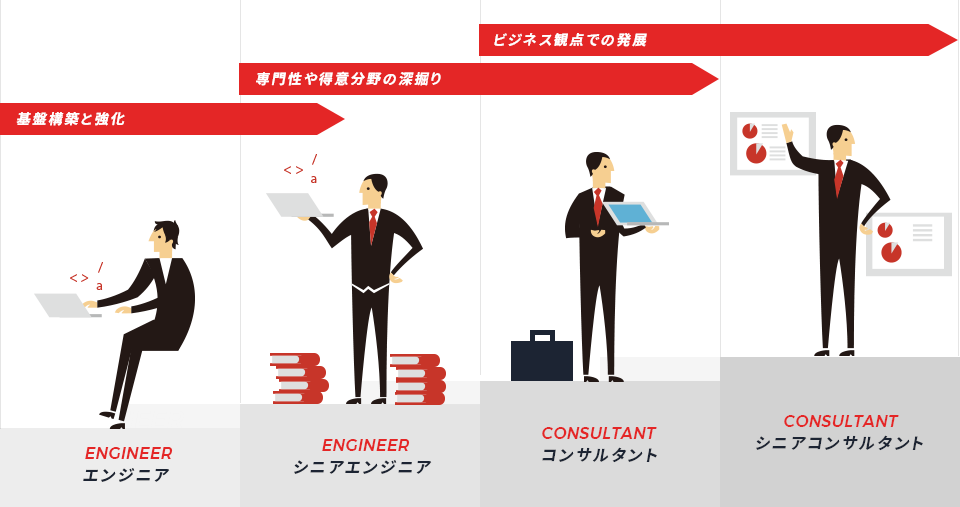 ビジネス観点での発展
専門性や得意分野の深掘り
基盤構築と強化
< > /
a
< > /
a
ENGINEER
エンジニア
ENGINEER
シニアエンジニア
CONSULTANT
コンサルタント
CONSULTANT
シニアコンサルタント